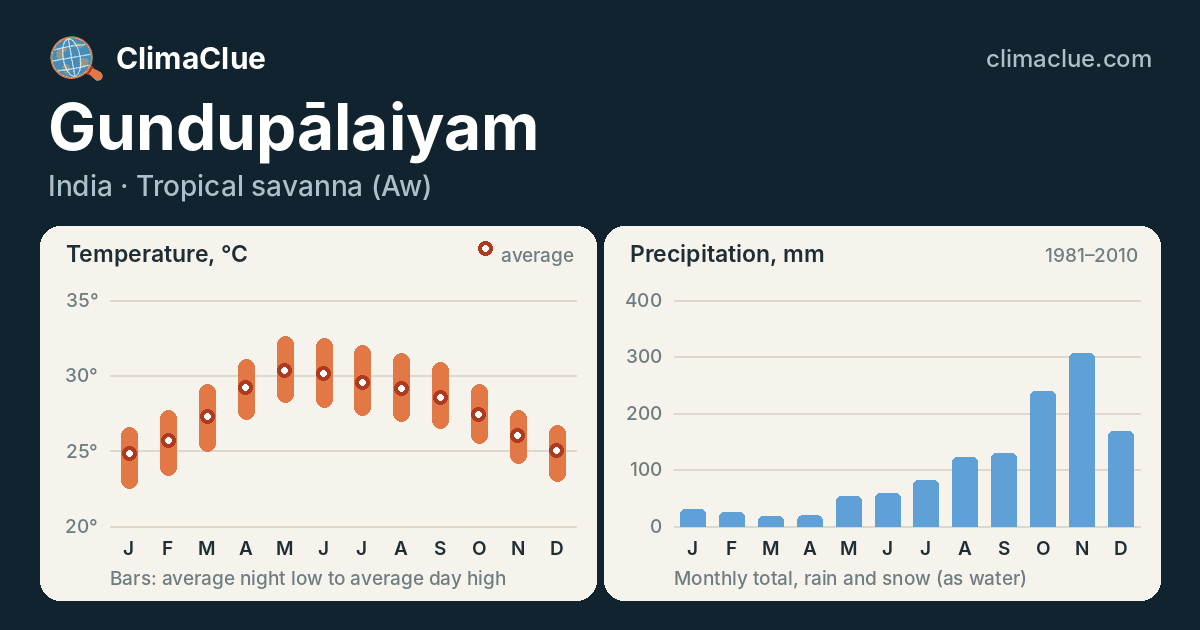 ClimaClue
climaclue.com
Gundupālaiyam
India · Tropical savanna (Aw)
Temperature, °C
average
35°
30°
25°
20°
J F M A M J J A S O N D
Bars: average night low to average day high
Precipitation, mm
1981–2010
400
300
200
100
0
J F M A M J J A S O N D
Monthly total, rain and snow (as water)